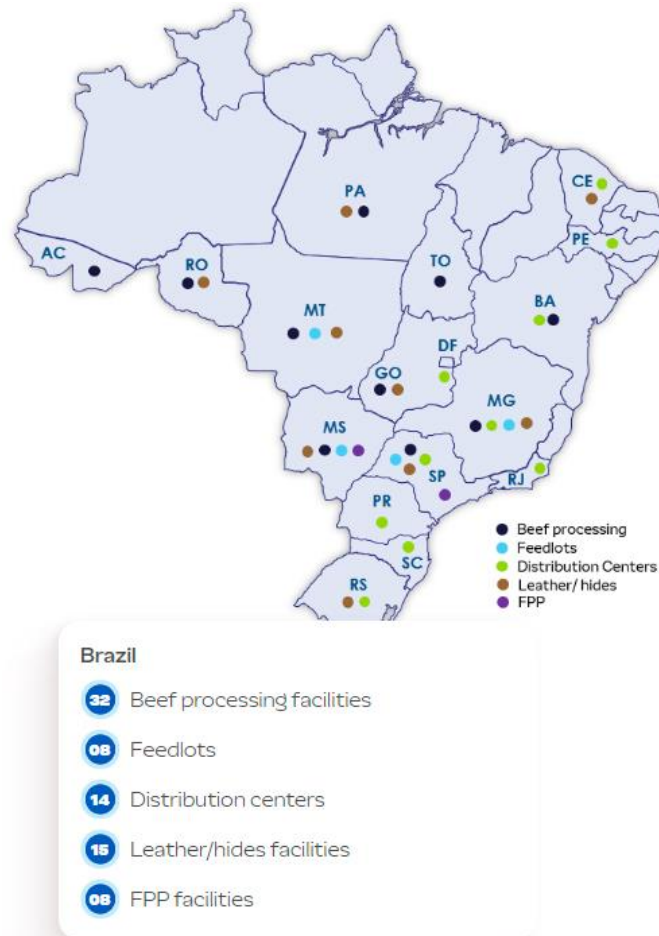 PA
CE
PE
AC
RO
TO
MT
BA
DF
GO
MG
MS
SP
RJ
PR
SC
RS
Beef processing
Feedlots
Distribution Centers
Leather/ hides
FPP
Brazil
32 Beef processing facilities
08 Feedlots
14 Distribution centers
15 Leather/hides facilities
08 FPP facilities